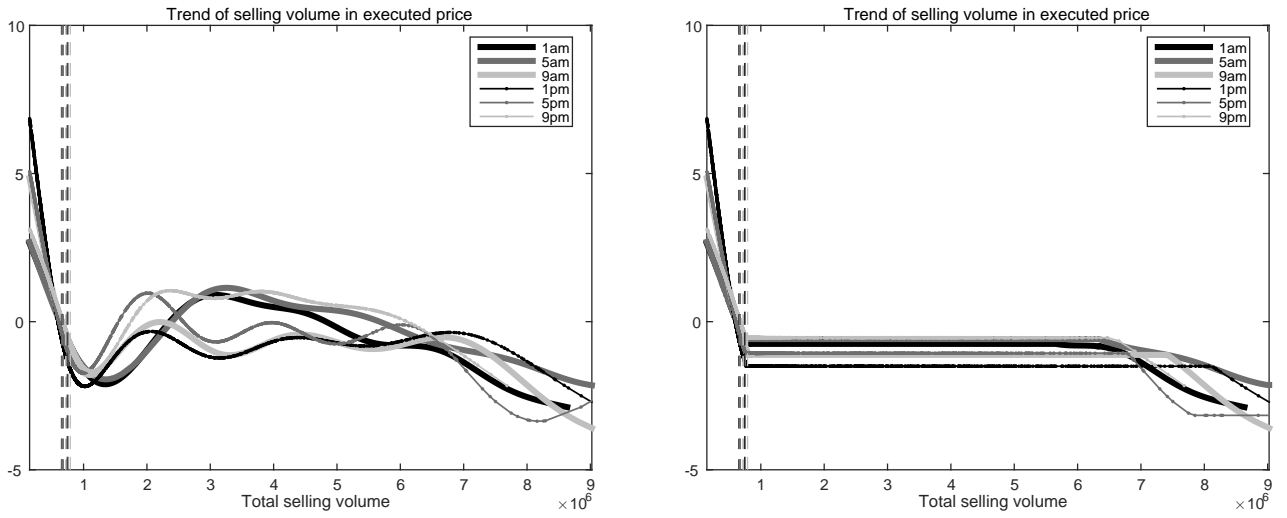 Trend of selling volume in executed price
10
5
0
-5
1 2 3 4 5 6 7 8 9
Total selling volume
×10^6
1am
5am
9am
1pm
5pm
9pm
Trend of selling volume in executed price
10
5
0
-5
1 2 3 4 5 6 7 8 9
Total selling volume
×10^6
1am
5am
9am
1pm
5pm
9pm